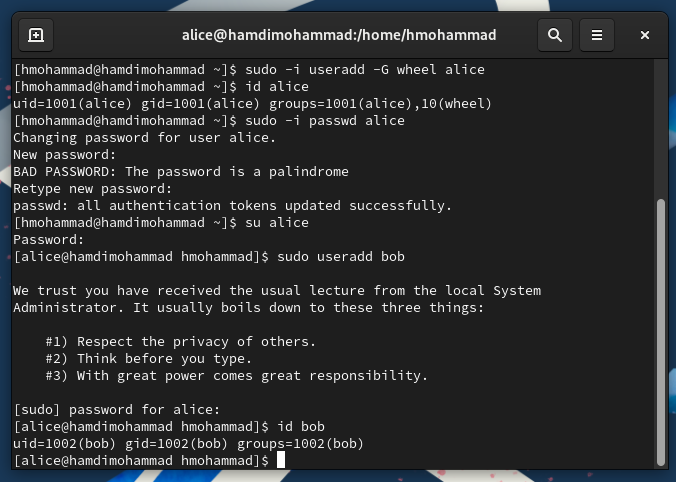 alice@hamdimohammad:/home/hmohammad
[hmohammad@hamdimohammad ~]$ sudo -i useradd -G wheel alice
[hmohammad@hamdimohammad ~]$ id alice
uid=1001(alice) gid=1001(alice) groups=1001(alice),10(wheel)
[hmohammad@hamdimohammad ~]$ sudo -i passwd alice
Changing password for user alice.
New password:
BAD PASSWORD: The password is a palindrome
Retype new password:
passwd: all authentication tokens updated successfully.
[hmohammad@hamdimohammad ~]$ su alice
Password:
[alice@hamdimohammad hmohammad]$ sudo useradd bob

We trust you have received the usual lecture from the local System
Administrator. It usually boils down to these three things:

    #1) Respect the privacy of others.
    #2) Think before you type.
    #3) With great power comes great responsibility.

[sudo] password for alice:
[alice@hamdimohammad hmohammad]$ id bob
uid=1002(bob) gid=1002(bob) groups=1002(bob)
[alice@hamdimohammad hmohammad]$